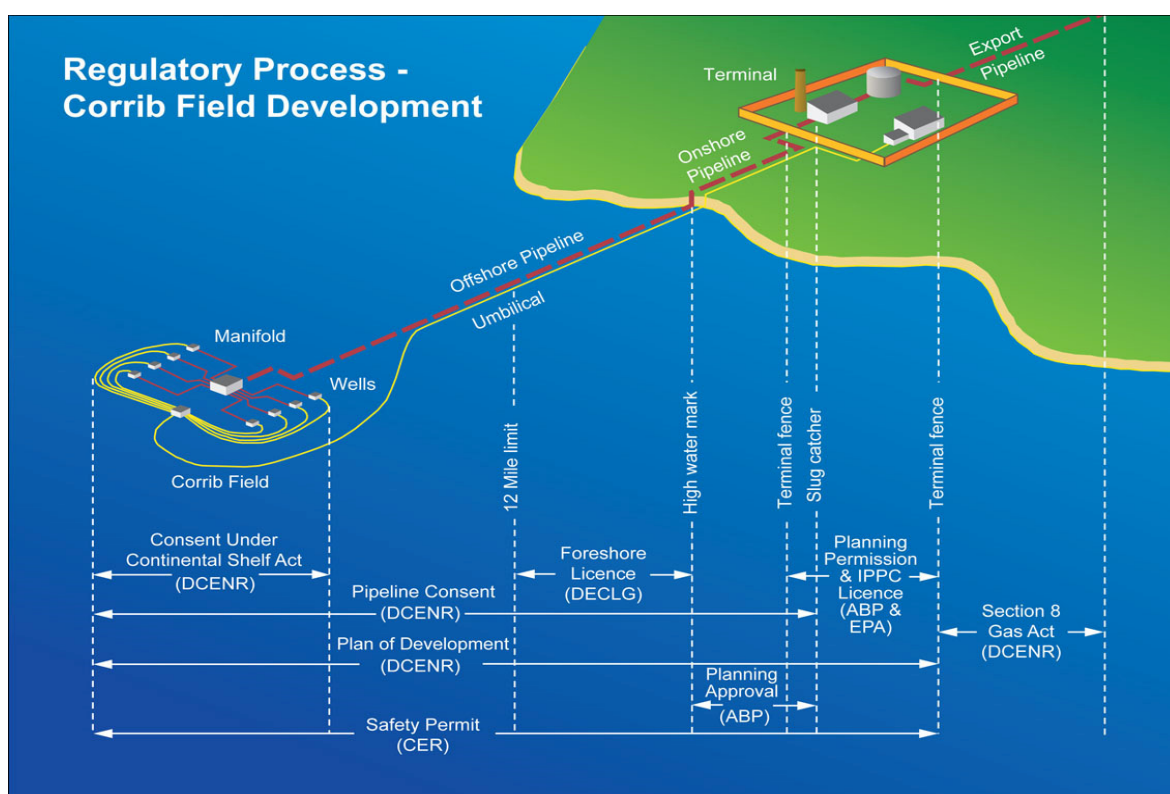 Regulatory Process -
Corrib Field Development
Terminal
Export
Pipeline
Onshore
Pipeline
Offshore Pipeline
Umbilical
Manifold
Wells
Corrib Field
12 Mile limit
High water mark
Terminal fence
Slug catcher
Terminal fence
Consent Under
Continental Shelf Act
(DCENR)
Foreshore
Licence
(DECLG)
Planning
Permission
& IPPC
Licence
(ABP &
EPA)
Pipeline Consent
(DCENR)
Section 8
Gas Act
(DCENR)
Plan of Development
(DCENR)
Planning
Approval
(ABP)
Safety Permit
(CER)